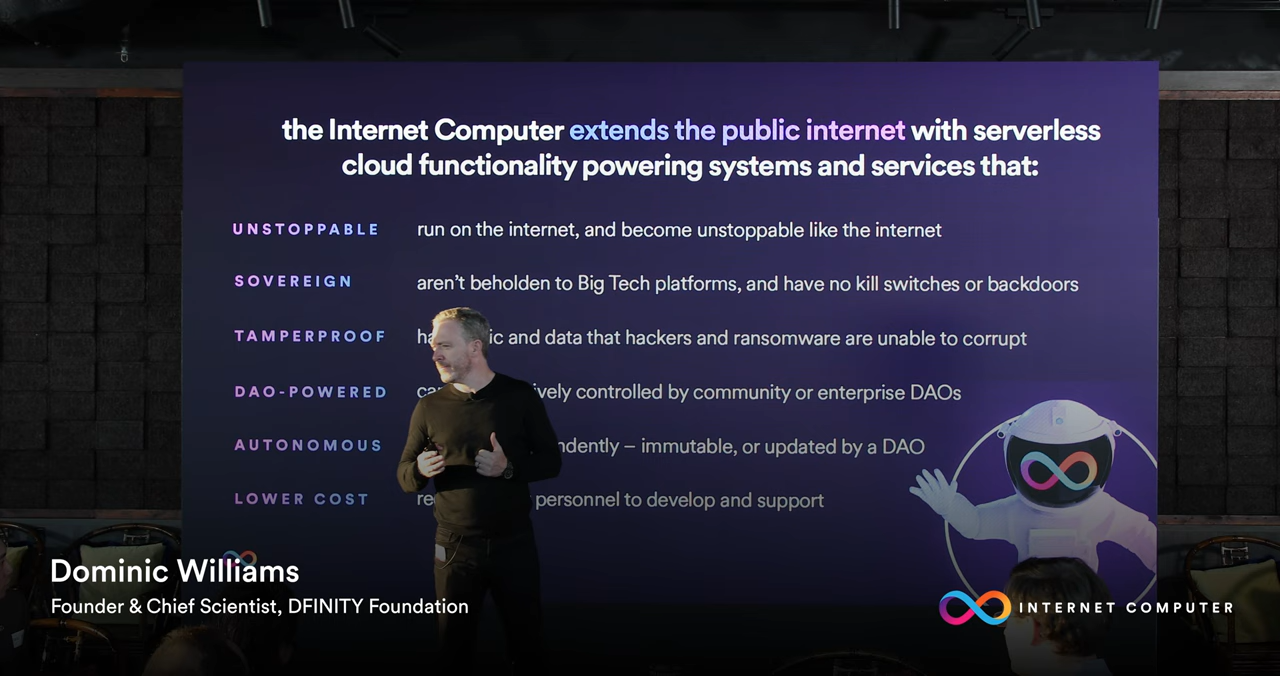 the Internet Computer extends the public internet with serverless
cloud functionality powering systems and services that:
UNSTOPPABLE run on the internet, and become unstoppable like the internet
SOVEREIGN aren't beholden to Big Tech platforms, and have no kill switches or backdoors
TAMPERPROOF and data that hackers and ransomware are unable to corrupt
DAO-POWERED controlled by community or enterprise DAOs
AUTONOMOUS – immutable, or updated by a DAO
LOWER COST personnel to develop and support
Dominic Williams
Founder & Chief Scientist, DFINITY Foundation
INTERNET COMPUTER